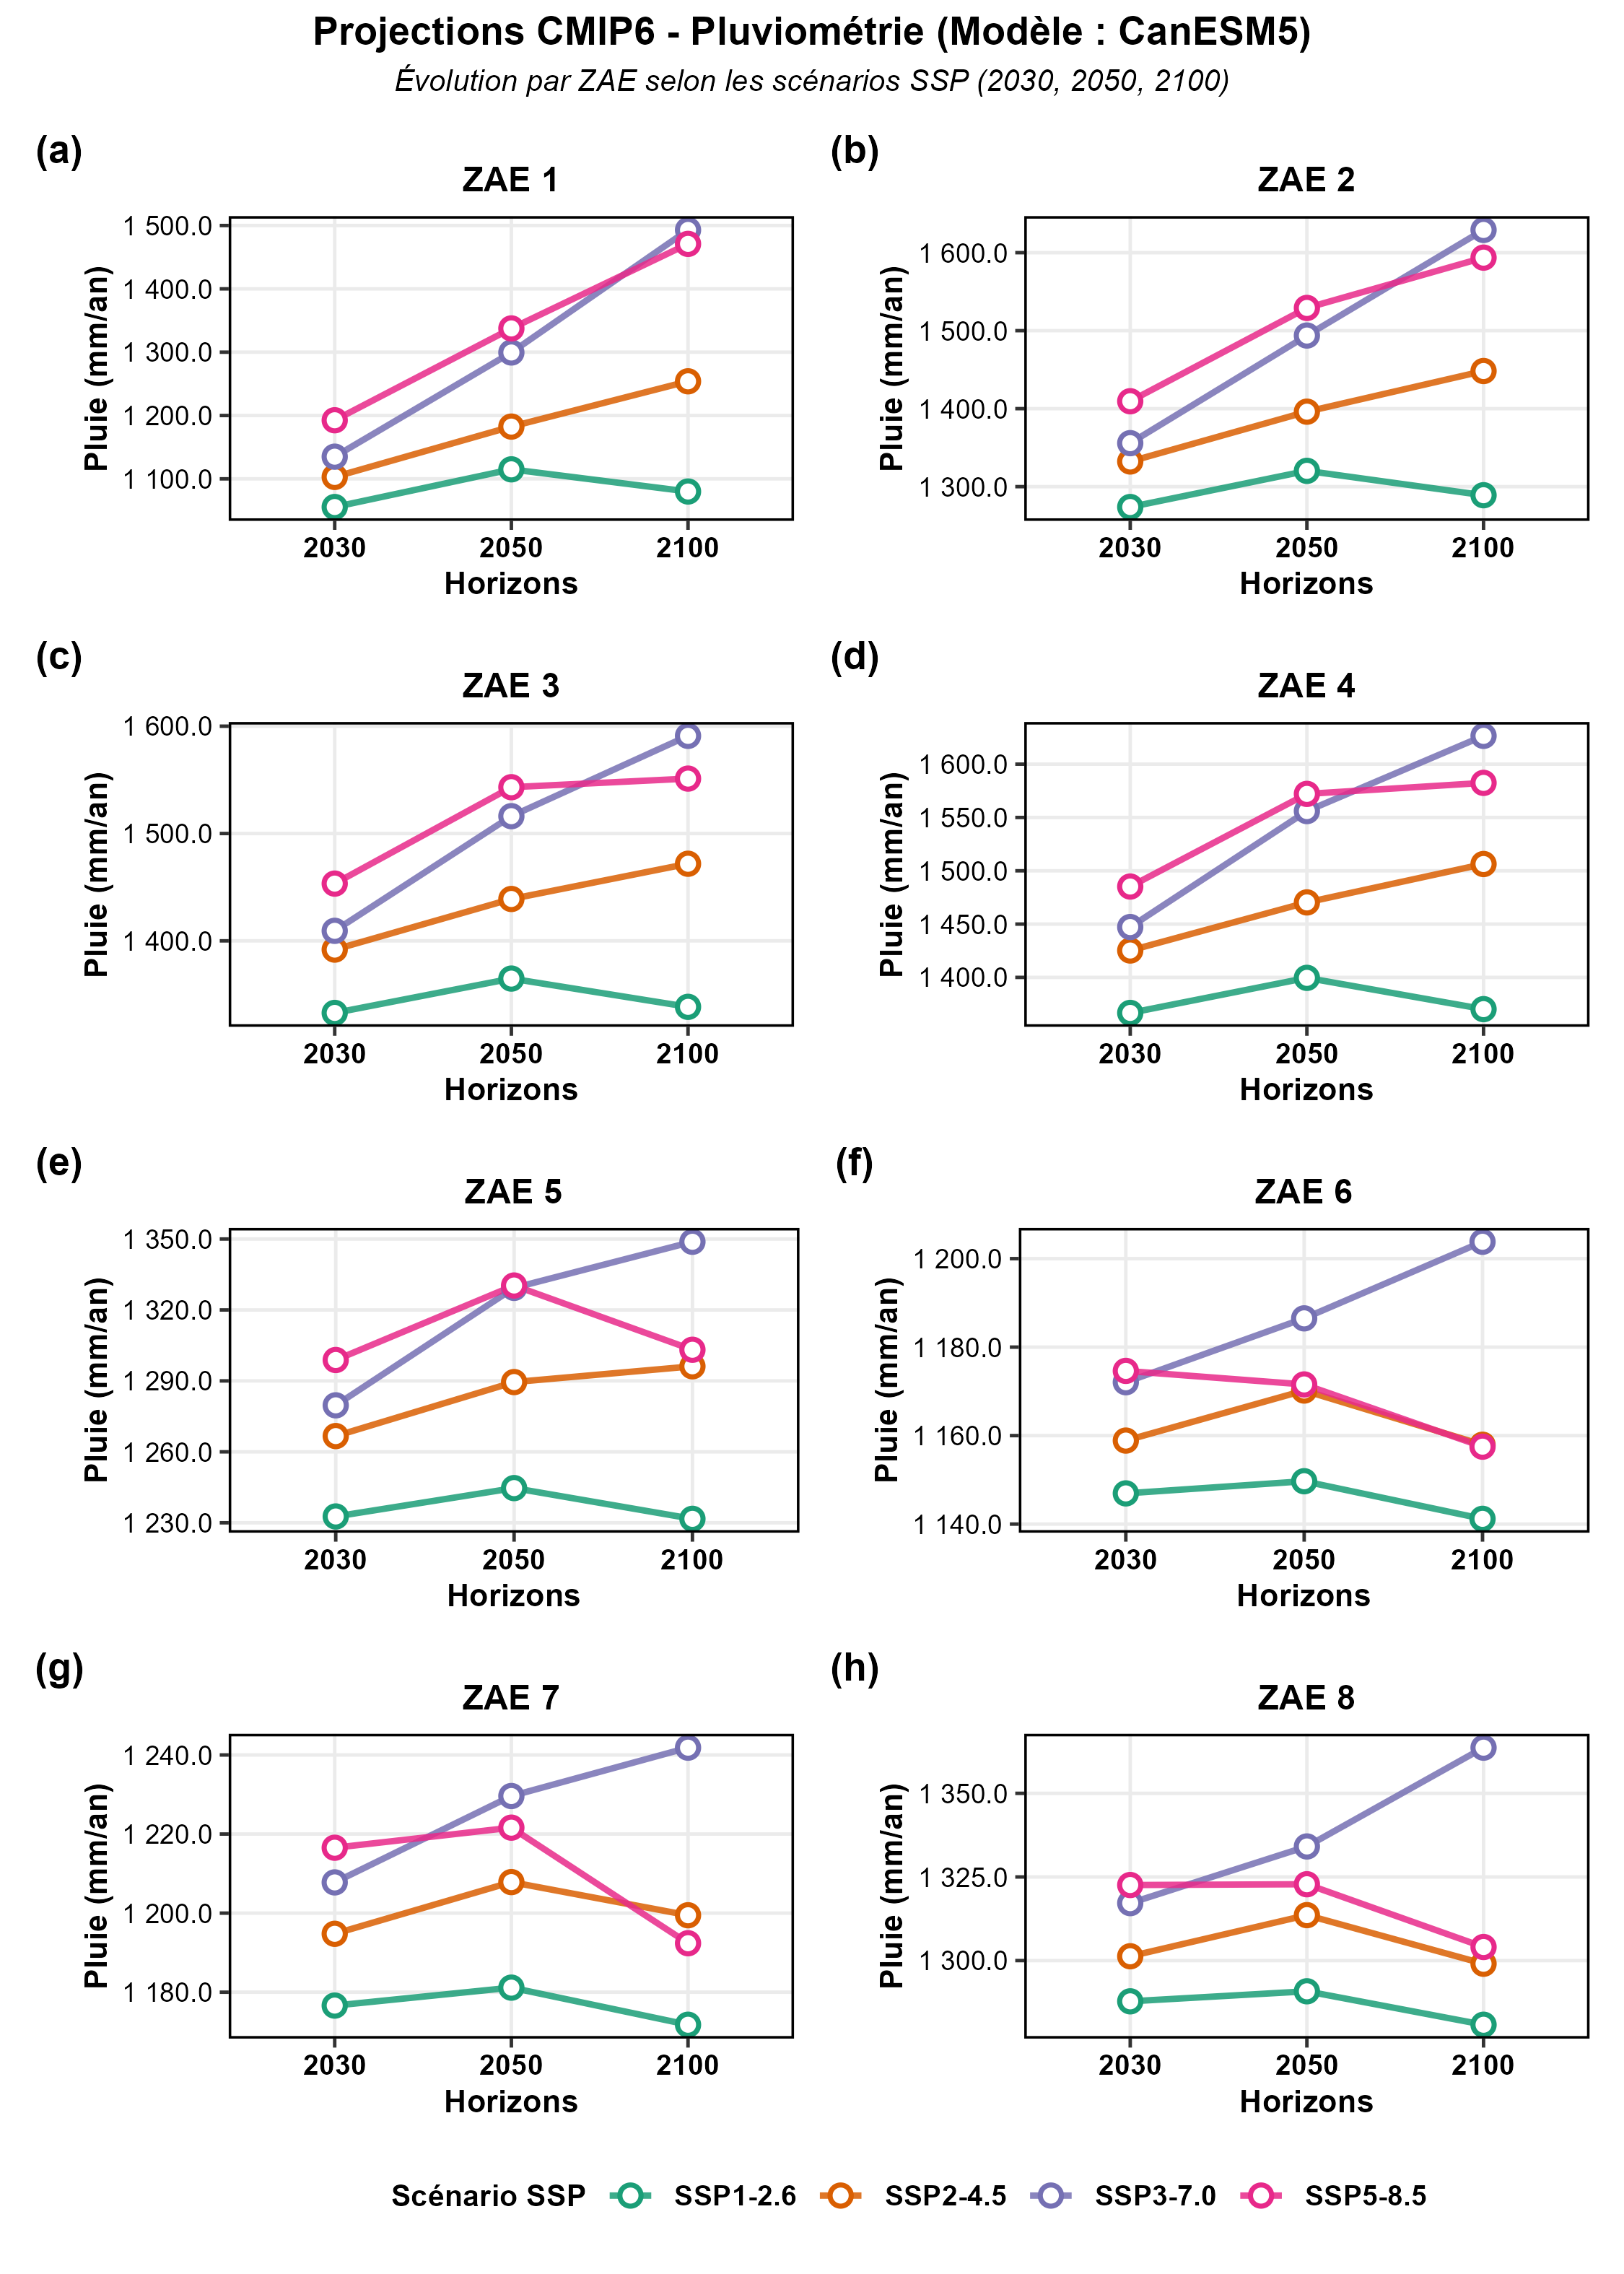 Projections CMIP6 - Pluviométrie (Modèle : CanESM5)
Évolution par ZAE selon les scénarios SSP (2030, 2050, 2100)
(a)
ZAE 1
Pluie (mm/an)
1 500.0
1 400.0
1 300.0
1 200.0
1 100.0
2030 2050 2100
Horizons
(b)
ZAE 2
Pluie (mm/an)
1 600.0
1 500.0
1 400.0
1 300.0
2030 2050 2100
Horizons
(c)
ZAE 3
Pluie (mm/an)
1 600.0
1 500.0
1 400.0
2030 2050 2100
Horizons
(d)
ZAE 4
Pluie (mm/an)
1 600.0
1 550.0
1 500.0
1 450.0
1 400.0
2030 2050 2100
Horizons
(e)
ZAE 5
Pluie (mm/an)
1 350.0
1 320.0
1 290.0
1 260.0
1 230.0
2030 2050 2100
Horizons
(f)
ZAE 6
Pluie (mm/an)
1 200.0
1 180.0
1 160.0
1 140.0
2030 2050 2100
Horizons
(g)
ZAE 7
Pluie (mm/an)
1 240.0
1 220.0
1 200.0
1 180.0
2030 2050 2100
Horizons
(h)
ZAE 8
Pluie (mm/an)
1 350.0
1 325.0
1 300.0
2030 2050 2100
Horizons
Scénario SSP SSP1-2.6 SSP2-4.5 SSP3-7.0 SSP5-8.5